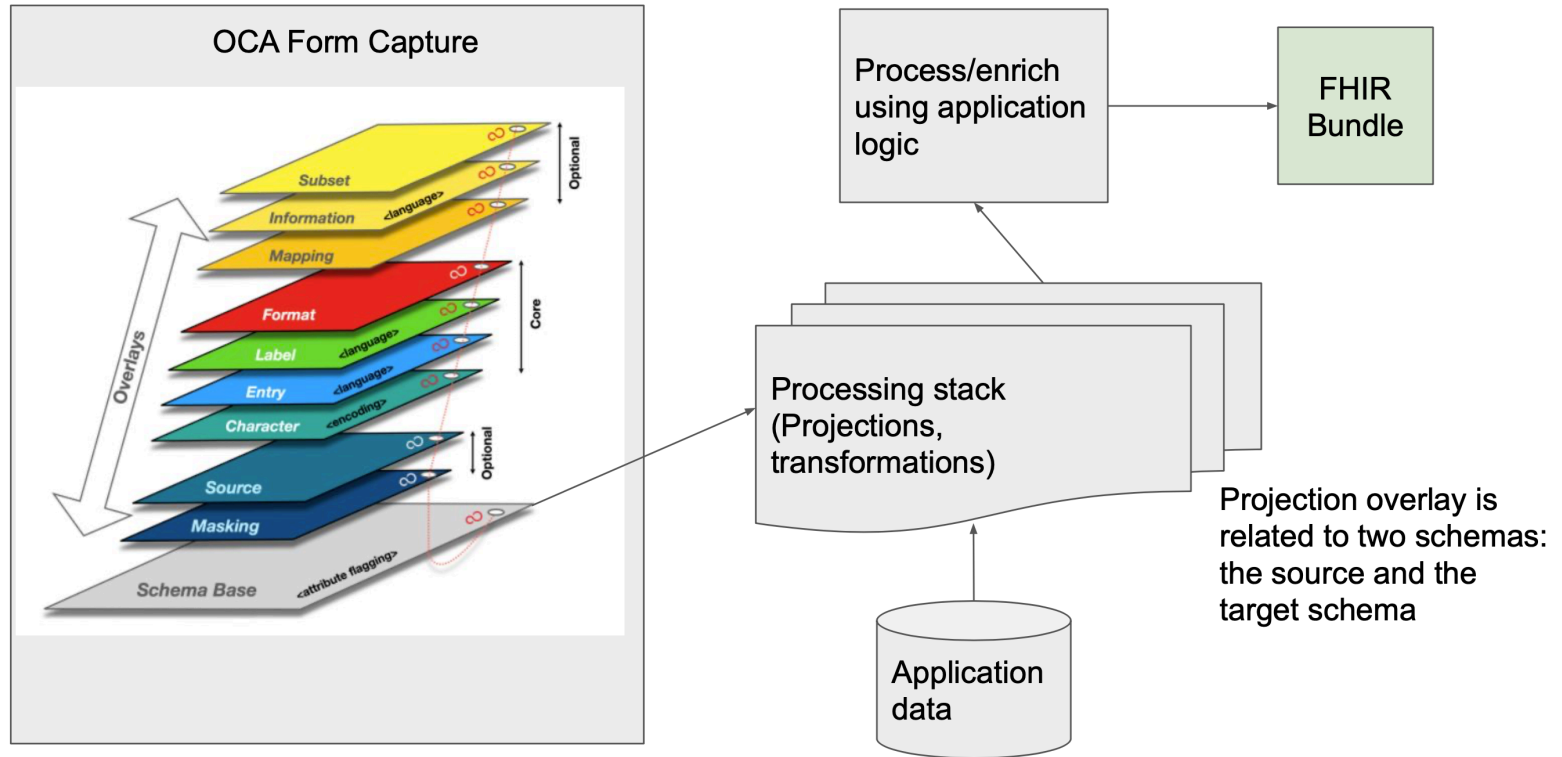 OCA Form Capture
Subset
Information <language>
Mapping
Optional
Format
Label <language>
Entry <language>
Character <encoding>
Core
Source
Masking
Optional
Schema Base <attribute flagging>
Overlays
Process/enrich
using application
logic
FHIR
Bundle
Processing stack
(Projections,
transformations)
Projection overlay is
related to two schemas:
the source and the
target schema
Application
data